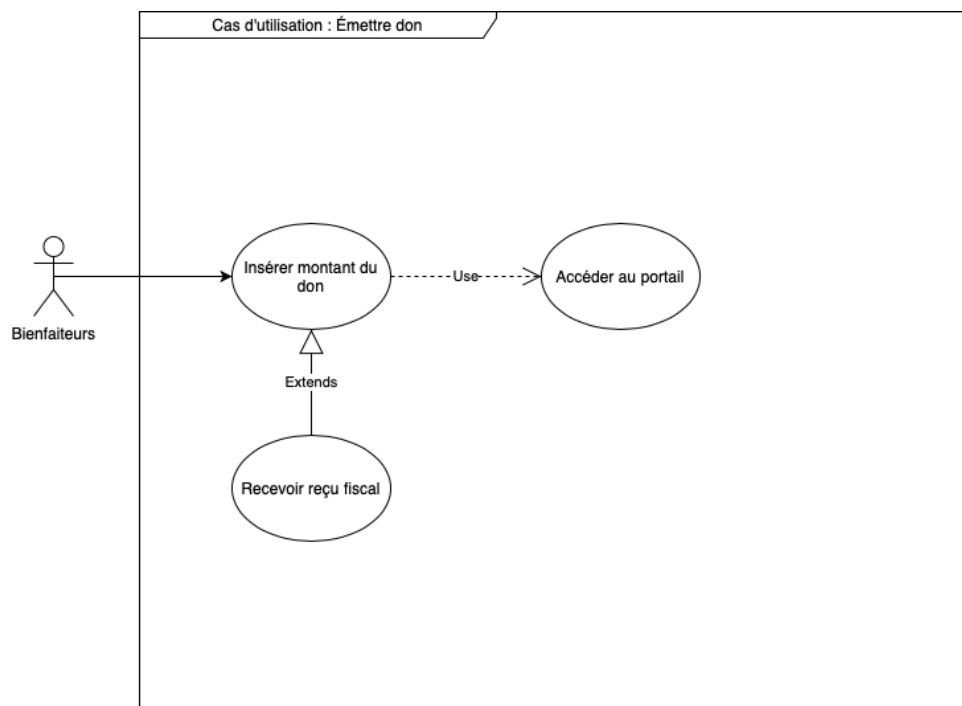 Cas d'utilisation : Émettre don
Insérer montant du
don
Use
Accéder au portail
Bienfaiteurs
Extends
Recevoir reçu fiscal